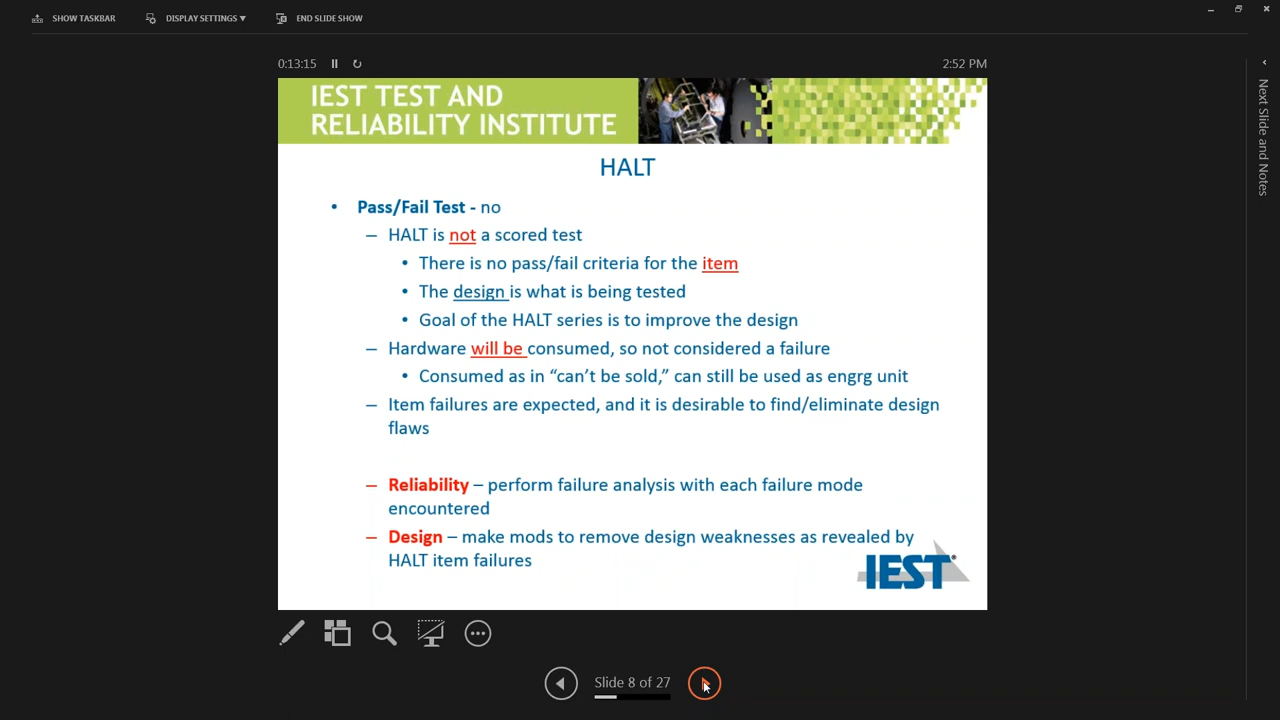 SHOW TASKBAR
DISPLAY SETTINGS ▼
END SLIDE SHOW
0:13:15
2:52 PM
Next Slide and Notes
IEST TEST AND
RELIABILITY INSTITUTE
HALT
• Pass/Fail Test - no
– HALT is not a scored test
• There is no pass/fail criteria for the item
• The design is what is being tested
• Goal of the HALT series is to improve the design
– Hardware will be consumed, so not considered a failure
• Consumed as in “can’t be sold,” can still be used as engrg unit
– Item failures are expected, and it is desirable to find/eliminate design
flaws
– Reliability – perform failure analysis with each failure mode
encountered
– Design – make mods to remove design weaknesses as revealed by
HALT item failures
IEST®
Slide 8 of 27